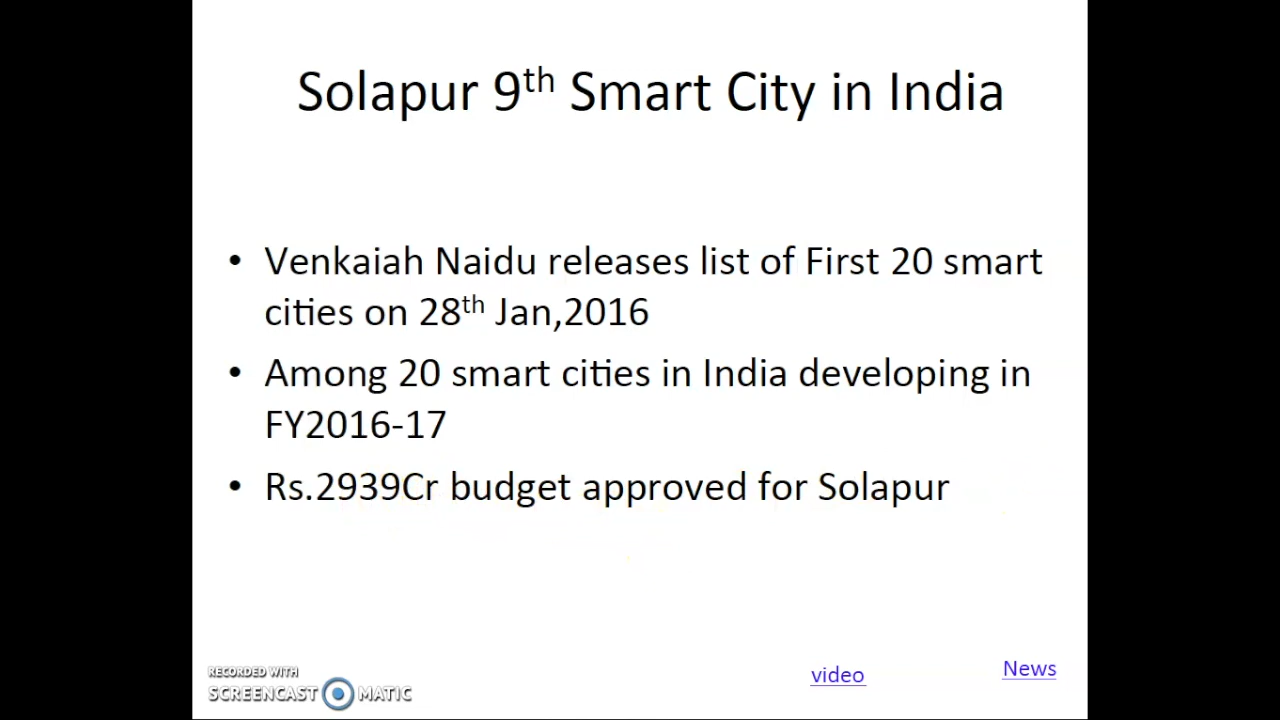 Solapur 9th Smart City in India
• Venkaiah Naidu releases list of First 20 smart
cities on 28th Jan,2016
• Among 20 smart cities in India developing in
FY2016-17
• Rs.2939Cr budget approved for Solapur
RECORDED WITH
SCREENCAST MATIC
video
News